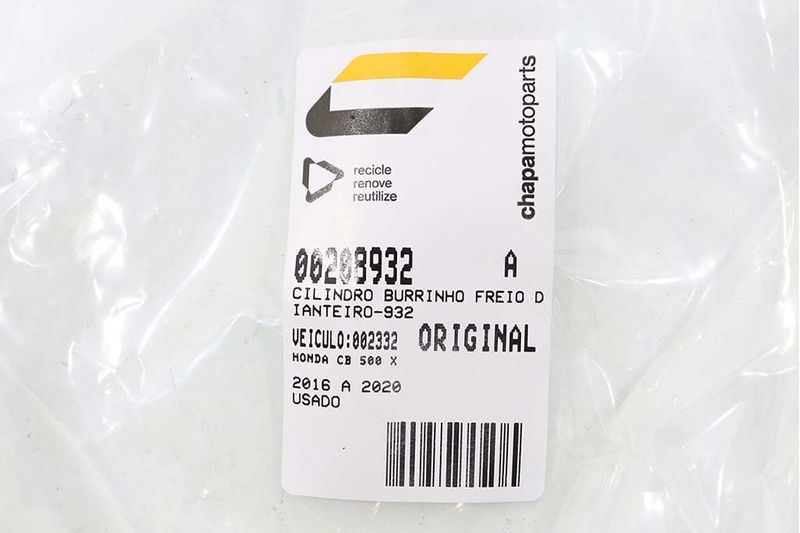 chapamotoparts
recicle
renove
reutilize
00208932 A
CILINDRO BURRINHO FREIO D
IANTEIRO-932
VEICULO:002332 ORIGINAL
HONDA CB 500 X
2016 A 2020
USADO